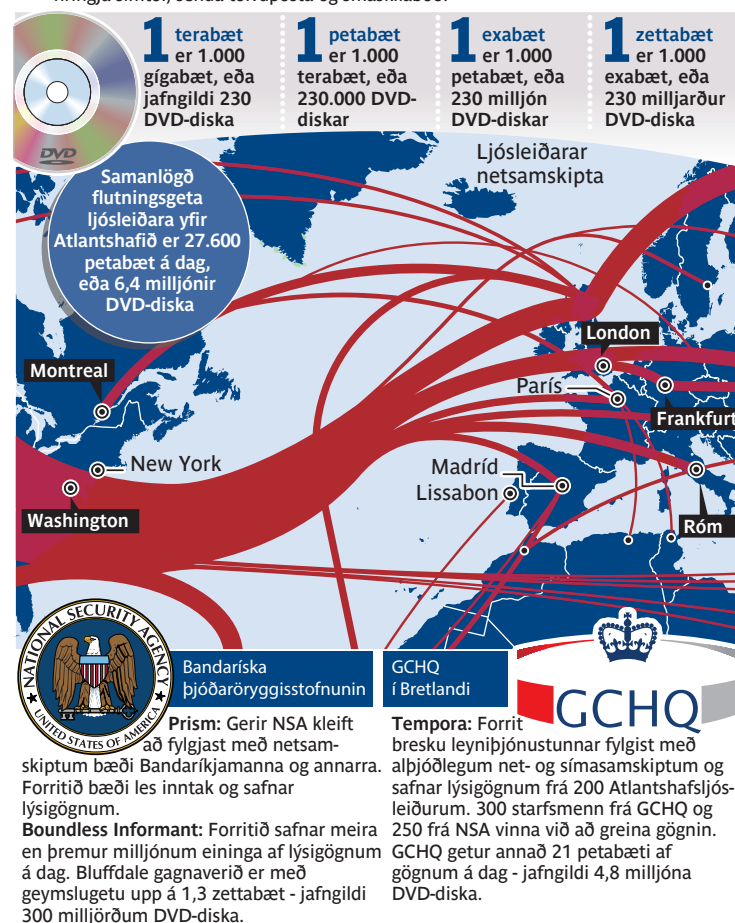 1 terabæt
er 1.000
gígabæt, eða
jafngildi 230
DVD-diska
1 petabæt
er 1.000
terabæt, eða
230.000 DVD-
diskar
1 exabæt
er 1.000
petabæt, eða
230 milljón
DVD-diskar
1 zettabæt
er 1.000
exabæt, eða
230 milljarður
DVD-diska
DVD
Samanlögð
flutningsgeta
ljósleiðara yfir
Atlantshafið er 27.600
petabæt á dag,
eða 6,4 milljónir
DVD-diska
Ljósleiðarar
netsamskipta
London
Montreal
París
Frankfurt
New York
Madríd
Lissabon
Washington
Róm
NATIONAL SECURITY AGENCY
UNITED STATES OF AMERICA
Bandaríska
þjóðaröryggisstofnunin
Prism: Gerir NSA kleift
að fylgjast með netsam-
skiptum bæði Bandaríkjamanna og annarra.
Forritið bæði les inntak og safnar
lýsigögnum.
Boundless Informant: Forritið safnar meira
en þremur milljónum eininga af lýsigögnum
á dag. Bluffdale gagnaverið er með
geymslugetu upp á 1,3 zettabæt - jafngildi
300 milljörðum DVD-diska.
GCHQ
í Bretlandi
GCHQ
Tempora: Forrit
bresku leyniþjónustunnar fylgist með
alþjóðlegum net- og símasamskiptum og
safnar lýsigögnum frá 200 Atlantshafsljós-
leiðurum. 300 starfsmenn frá GCHQ og
250 frá NSA vinna við að greina gögnin.
GCHQ getur annað 21 petabæti af
gögnum á dag - jafngildi 4,8 milljóna
DVD-diska.